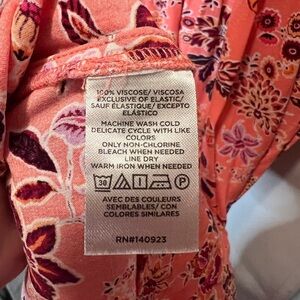 100% VISCOSE/ VISCOSA
EXCLUSIVE OF ELASTIC/
SAUF ÉLASTIQUE/ EXCEPTO
ELÁSTICO
MACHINE WASH COLD
DELICATE CYCLE WITH LIKE
COLORS
ONLY NON-CHLORINE
BLEACH WHEN NEEDED
LINE DRY
WARM IRON WHEN NEEDED
30 P
AVEC DES COULEURS
SEMBLABLES/ CON
COLORES SIMILARES
RN#140923